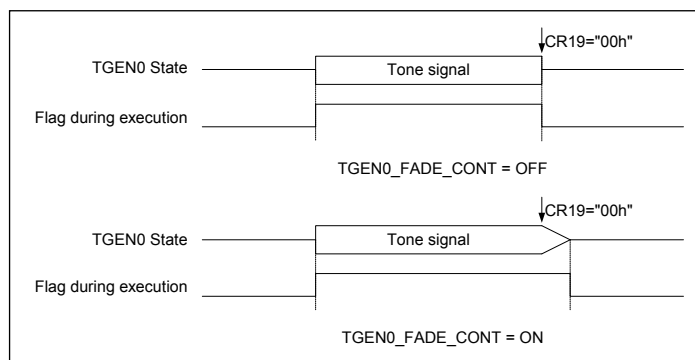 CR19="00h"
TGEN0 State
Tone signal
Flag during execution
TGEN0_FADE_CONT = OFF
CR19="00h"
TGEN0 State
Tone signal
Flag during execution
TGEN0_FADE_CONT = ON